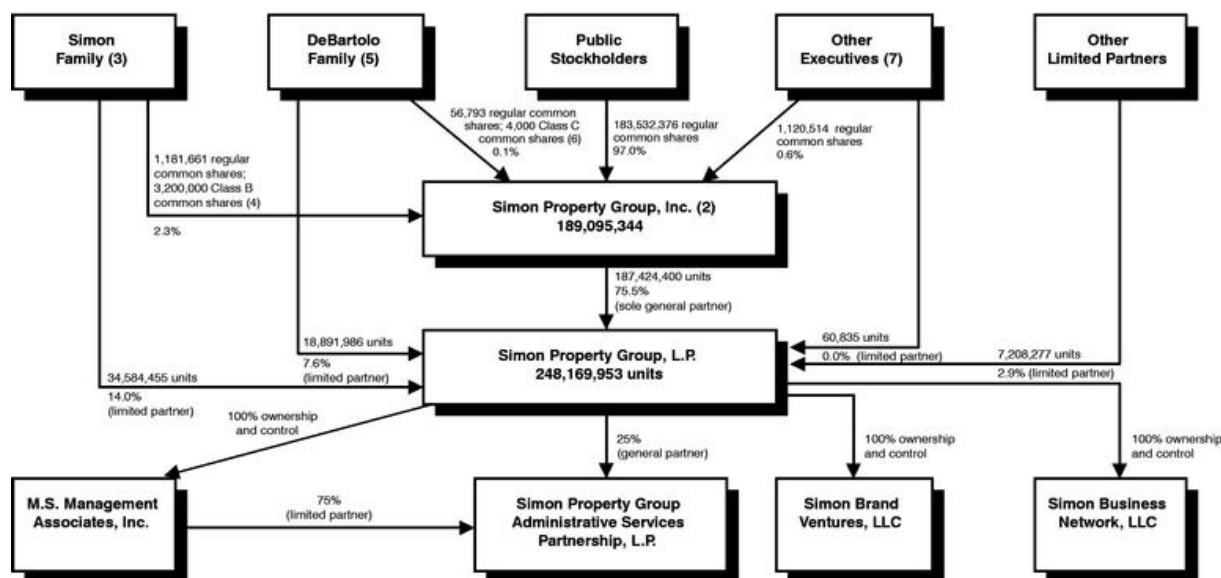 Simon
Family (3)
DeBartolo
Family (5)
Public
Stockholders
Other
Executives (7)
Other
Limited Partners
1,181,661 regular
common shares;
3,200,000 Class B
common shares (4)
2.3%
56,793 regular common
shares; 4,000 Class C
common shares (6)
0.1%
183,532,376 regular
common shares
97.0%
1,120,514 regular
common shares
0.6%
Simon Property Group, Inc. (2)
189,095,344
187,424,400 units
75.5%
(sole general partner)
34,584,455 units
14.0%
(limited partner)
18,891,986 units
7.6%
(limited partner)
Simon Property Group, L.P.
248,169,953 units
60,835 units
0.0% (limited partner)
7,208,277 units
2.9% (limited partner)
100% ownership
and control
25%
(general partner)
100% ownership
and control
100% ownership
and control
M.S. Management
Associates, Inc.
75%
(limited partner)
Simon Property Group
Administrative Services
Partnership, L.P.
Simon Brand
Ventures, LLC
Simon Business
Network, LLC